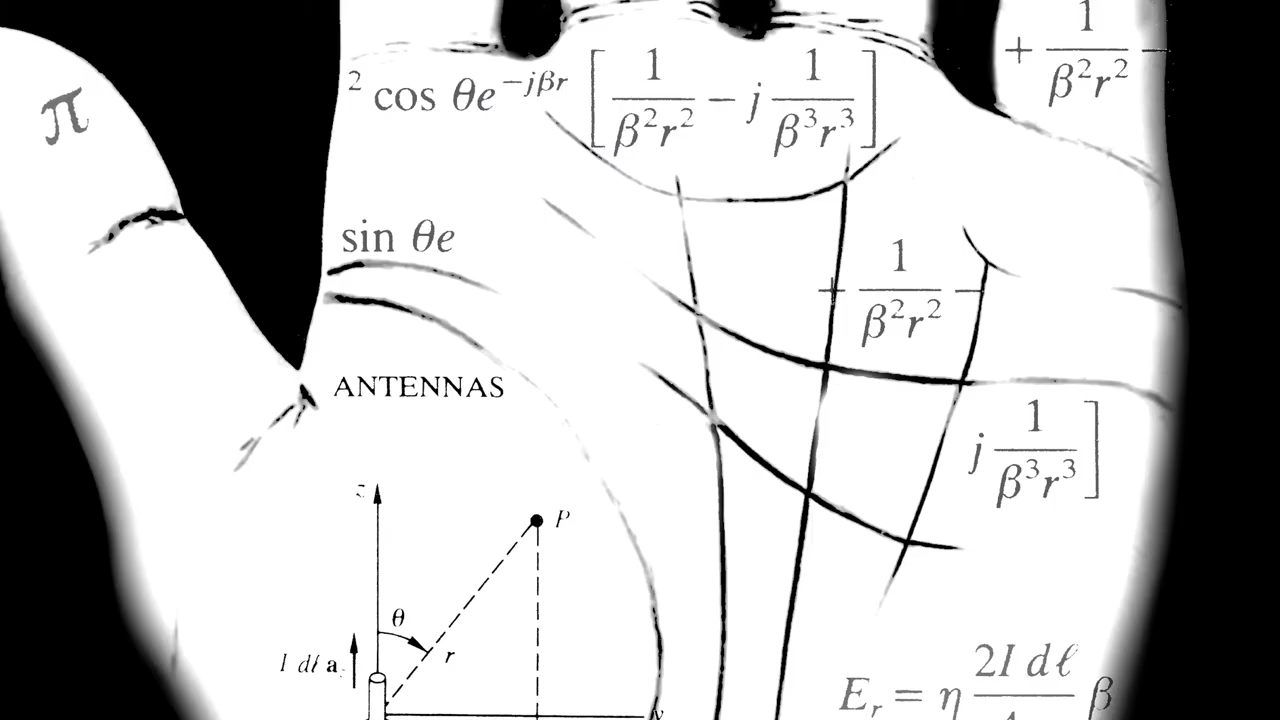 π
+ 1/β²r² −
² cos θe^{−jβr} [ 1/β²r² − j 1/β³r³ ]
sin θe
+ 1/β²r² −
ANTENNAS
j 1/β³r³ ]
z
P
θ
r
I dℓ a
E_r = η 2I dℓ β